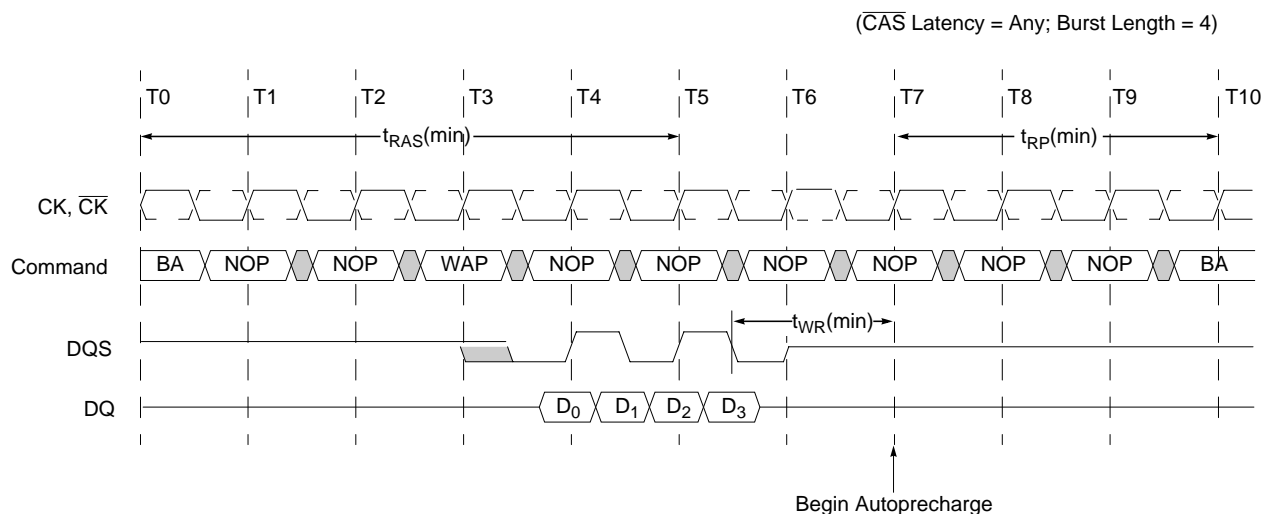 (CAS Latency = Any; Burst Length = 4)
T0 T1 T2 T3 T4 T5 T6 T7 T8 T9 T10
tRAS(min) tRP(min)
CK, CK
Command BA NOP NOP WAP NOP NOP NOP NOP NOP NOP BA
tWR(min)
DQS
DQ D0 D1 D2 D3
Begin Autoprecharge